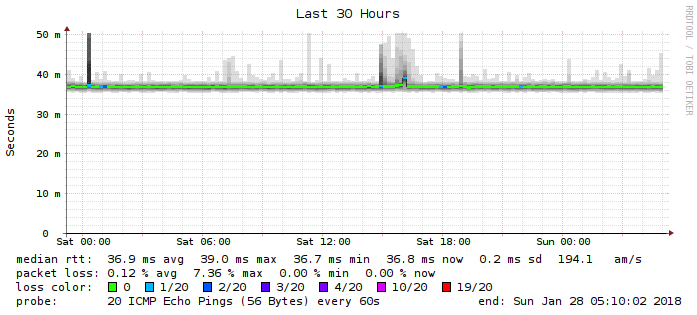 Last 30 Hours
RRDTOOL / TOBI OETIKER
Seconds
50 m
40 m
30 m
20 m
10 m
0
Sat 00:00 Sat 06:00 Sat 12:00 Sat 18:00 Sun 00:00
median rtt: 36.9 ms avg 39.0 ms max 36.7 ms min 36.8 ms now 0.2 ms sd 194.1 am/s
packet loss: 0.12 % avg 7.36 % max 0.00 % min 0.00 % now
loss color: 0 1/20 2/20 3/20 4/20 10/20 19/20
probe: 20 ICMP Echo Pings (56 Bytes) every 60s end: Sun Jan 28 05:10:02 2018